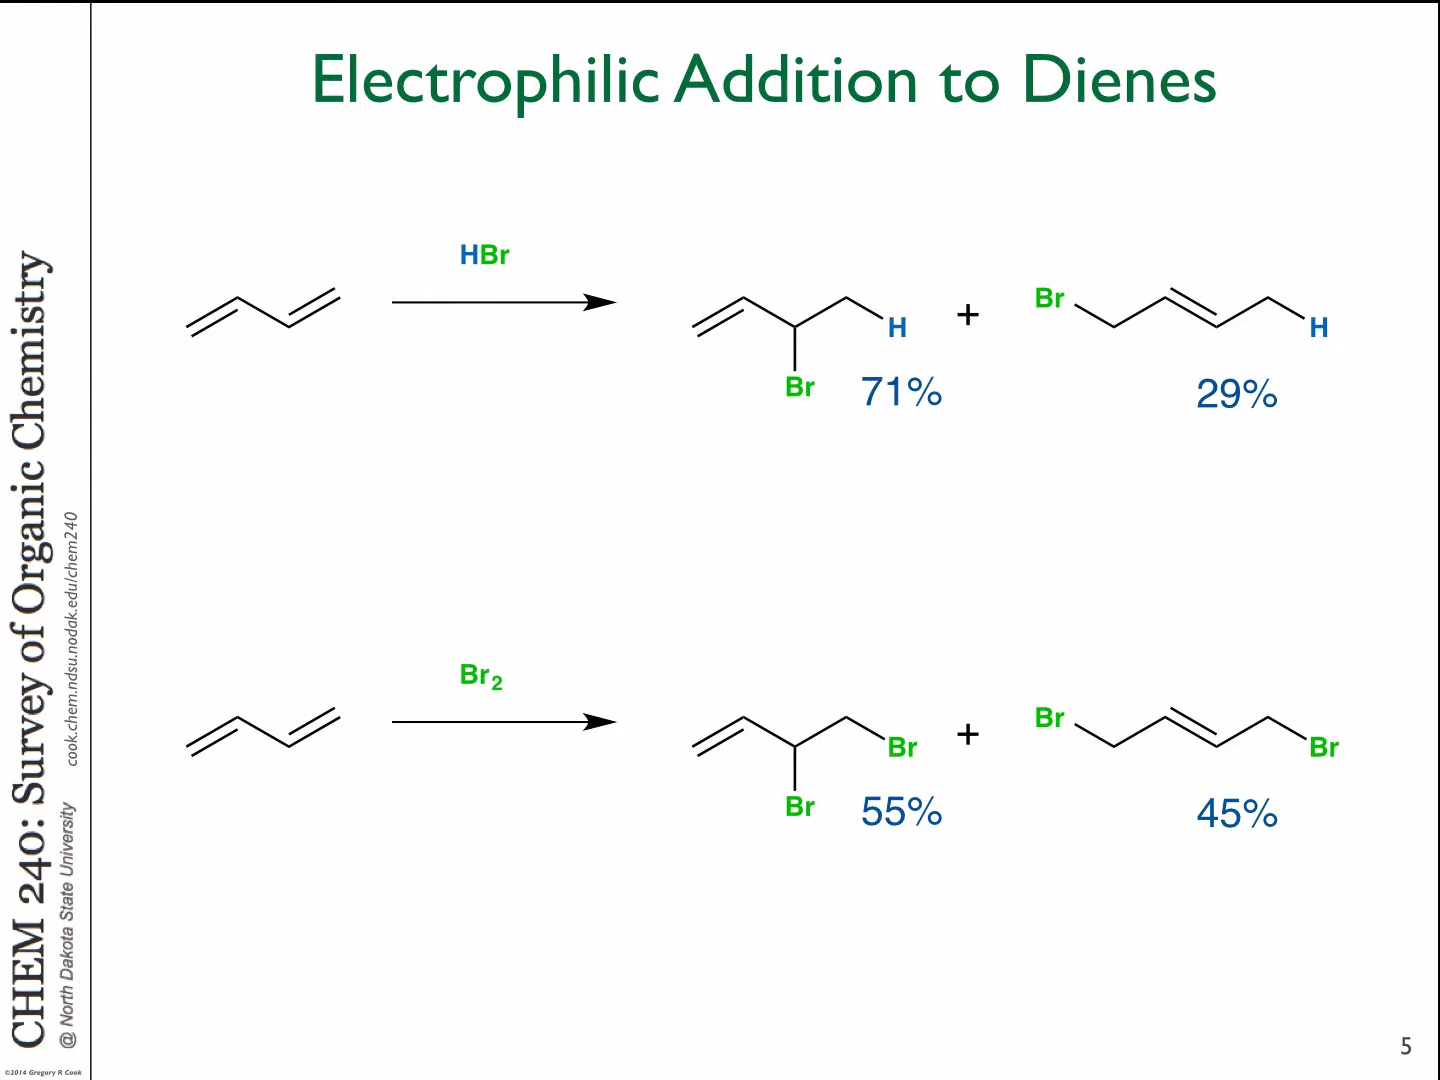 Electrophilic Addition to Dienes
HBr
H
Br
71%
+
Br
H
29%
Br₂
Br
Br
55%
+
Br
Br
45%
CHEM 240: Survey of Organic Chemistry
@ North Dakota State University cook.chem.ndsu.nodak.edu/chem240
©2014 Gregory R Cook
5